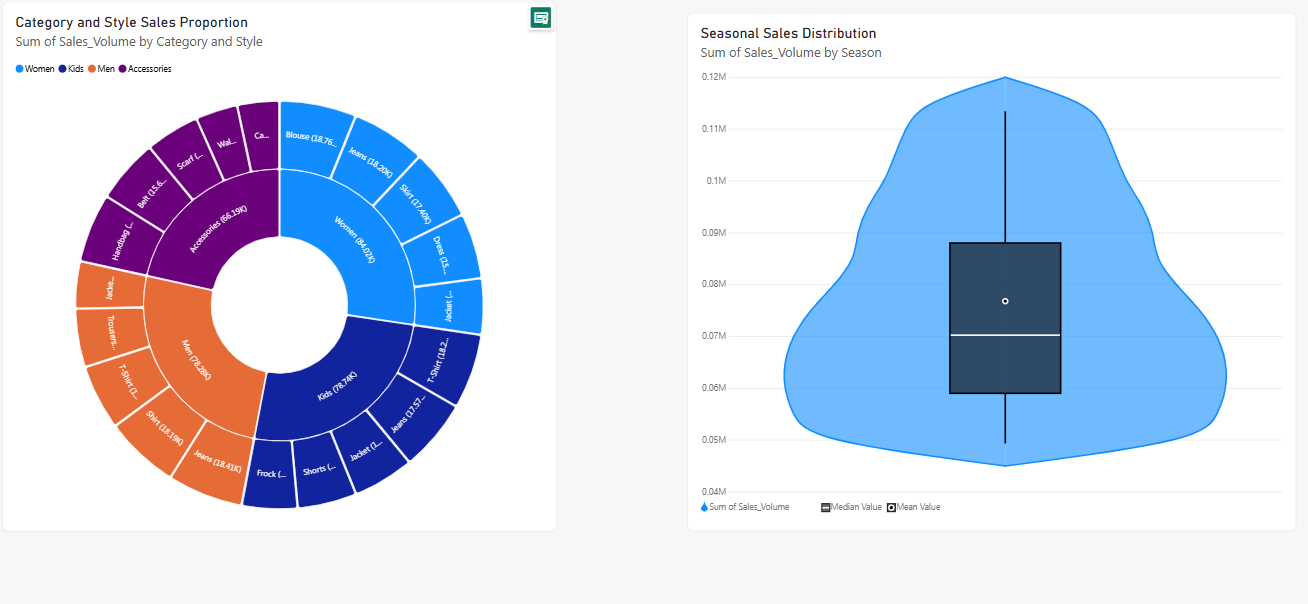 Category and Style Sales Proportion
Sum of Sales_Volume by Category and Style
Women Kids Men Accessories
Blouse (18.76...
Jeans (18.20K)
Skirt (17.40K)
Dress (15....
Jacket (...
T-Shirt (18.2...
Jeans (17.57...
Jacket (1...
Shorts (...
Frock (...
Jeans (18.41K)
Shirt (18.19K)
T-Shirt (1...
Trousers...
Jacke...
Handbag (...
Belt (15.6...
Scarf (...
Wal...
Ca...
Women (84.02K)
Kids (78.74K)
Men (78.28K)
Accessories (66.19K)
Seasonal Sales Distribution
Sum of Sales_Volume by Season
0.12M
0.11M
0.1M
0.09M
0.08M
0.07M
0.06M
0.05M
0.04M
Sum of Sales_Volume Median Value Mean Value